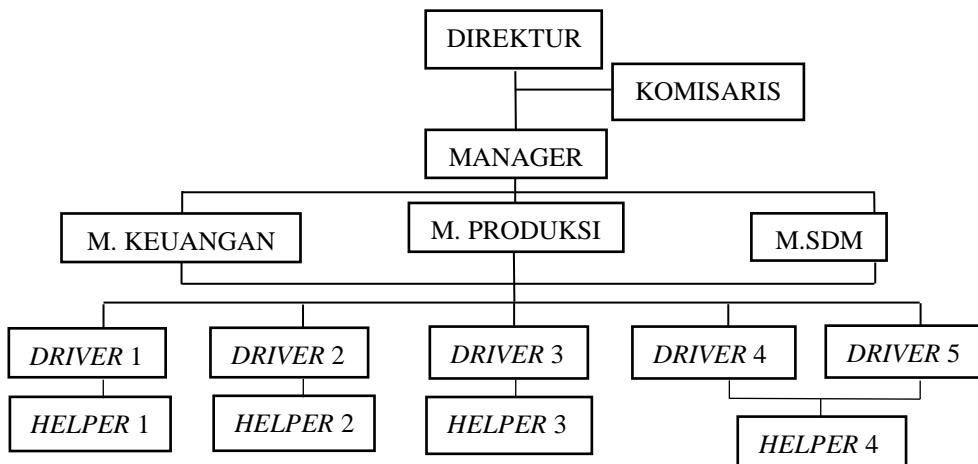 DIREKTUR
KOMISARIS
MANAGER
M. KEUANGAN
M. PRODUKSI
M.SDM
DRIVER 1
DRIVER 2
DRIVER 3
DRIVER 4
DRIVER 5
HELPER 1
HELPER 2
HELPER 3
HELPER 4